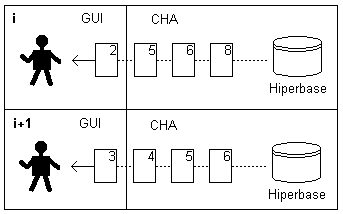 i GUI CHA
2 5 6 8
Hiperbase
i+1 GUI CHA
3 4 5 6
Hiperbase